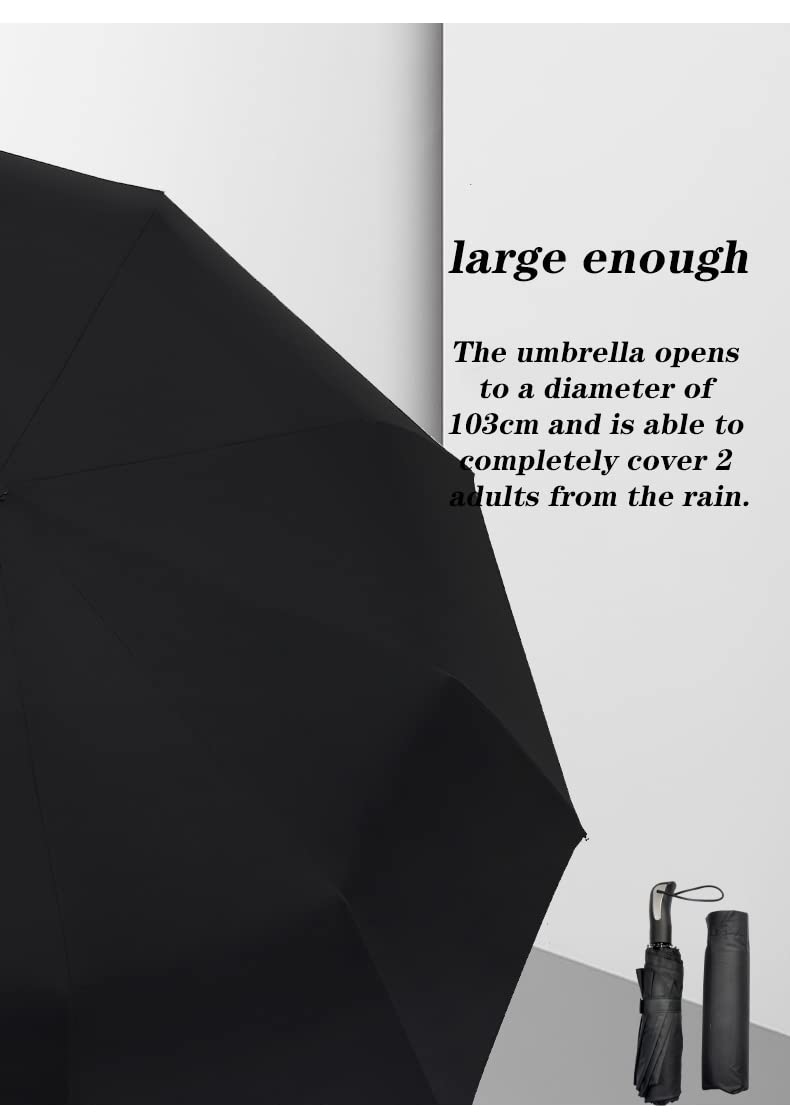 large enough
The umbrella opens
to a diameter of
103cm and is able to
completely cover 2
adults from the rain.